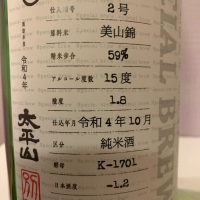 仕込号 2号
原料米 美山錦
精米歩合 59%
アルコール度数 15度
酸度 1.8
仕込年月 令和4年10月
区分 純米酒
酵母 K-1701
日本酒度 -1.2
令和4年
太平山
SPECIAL BREW